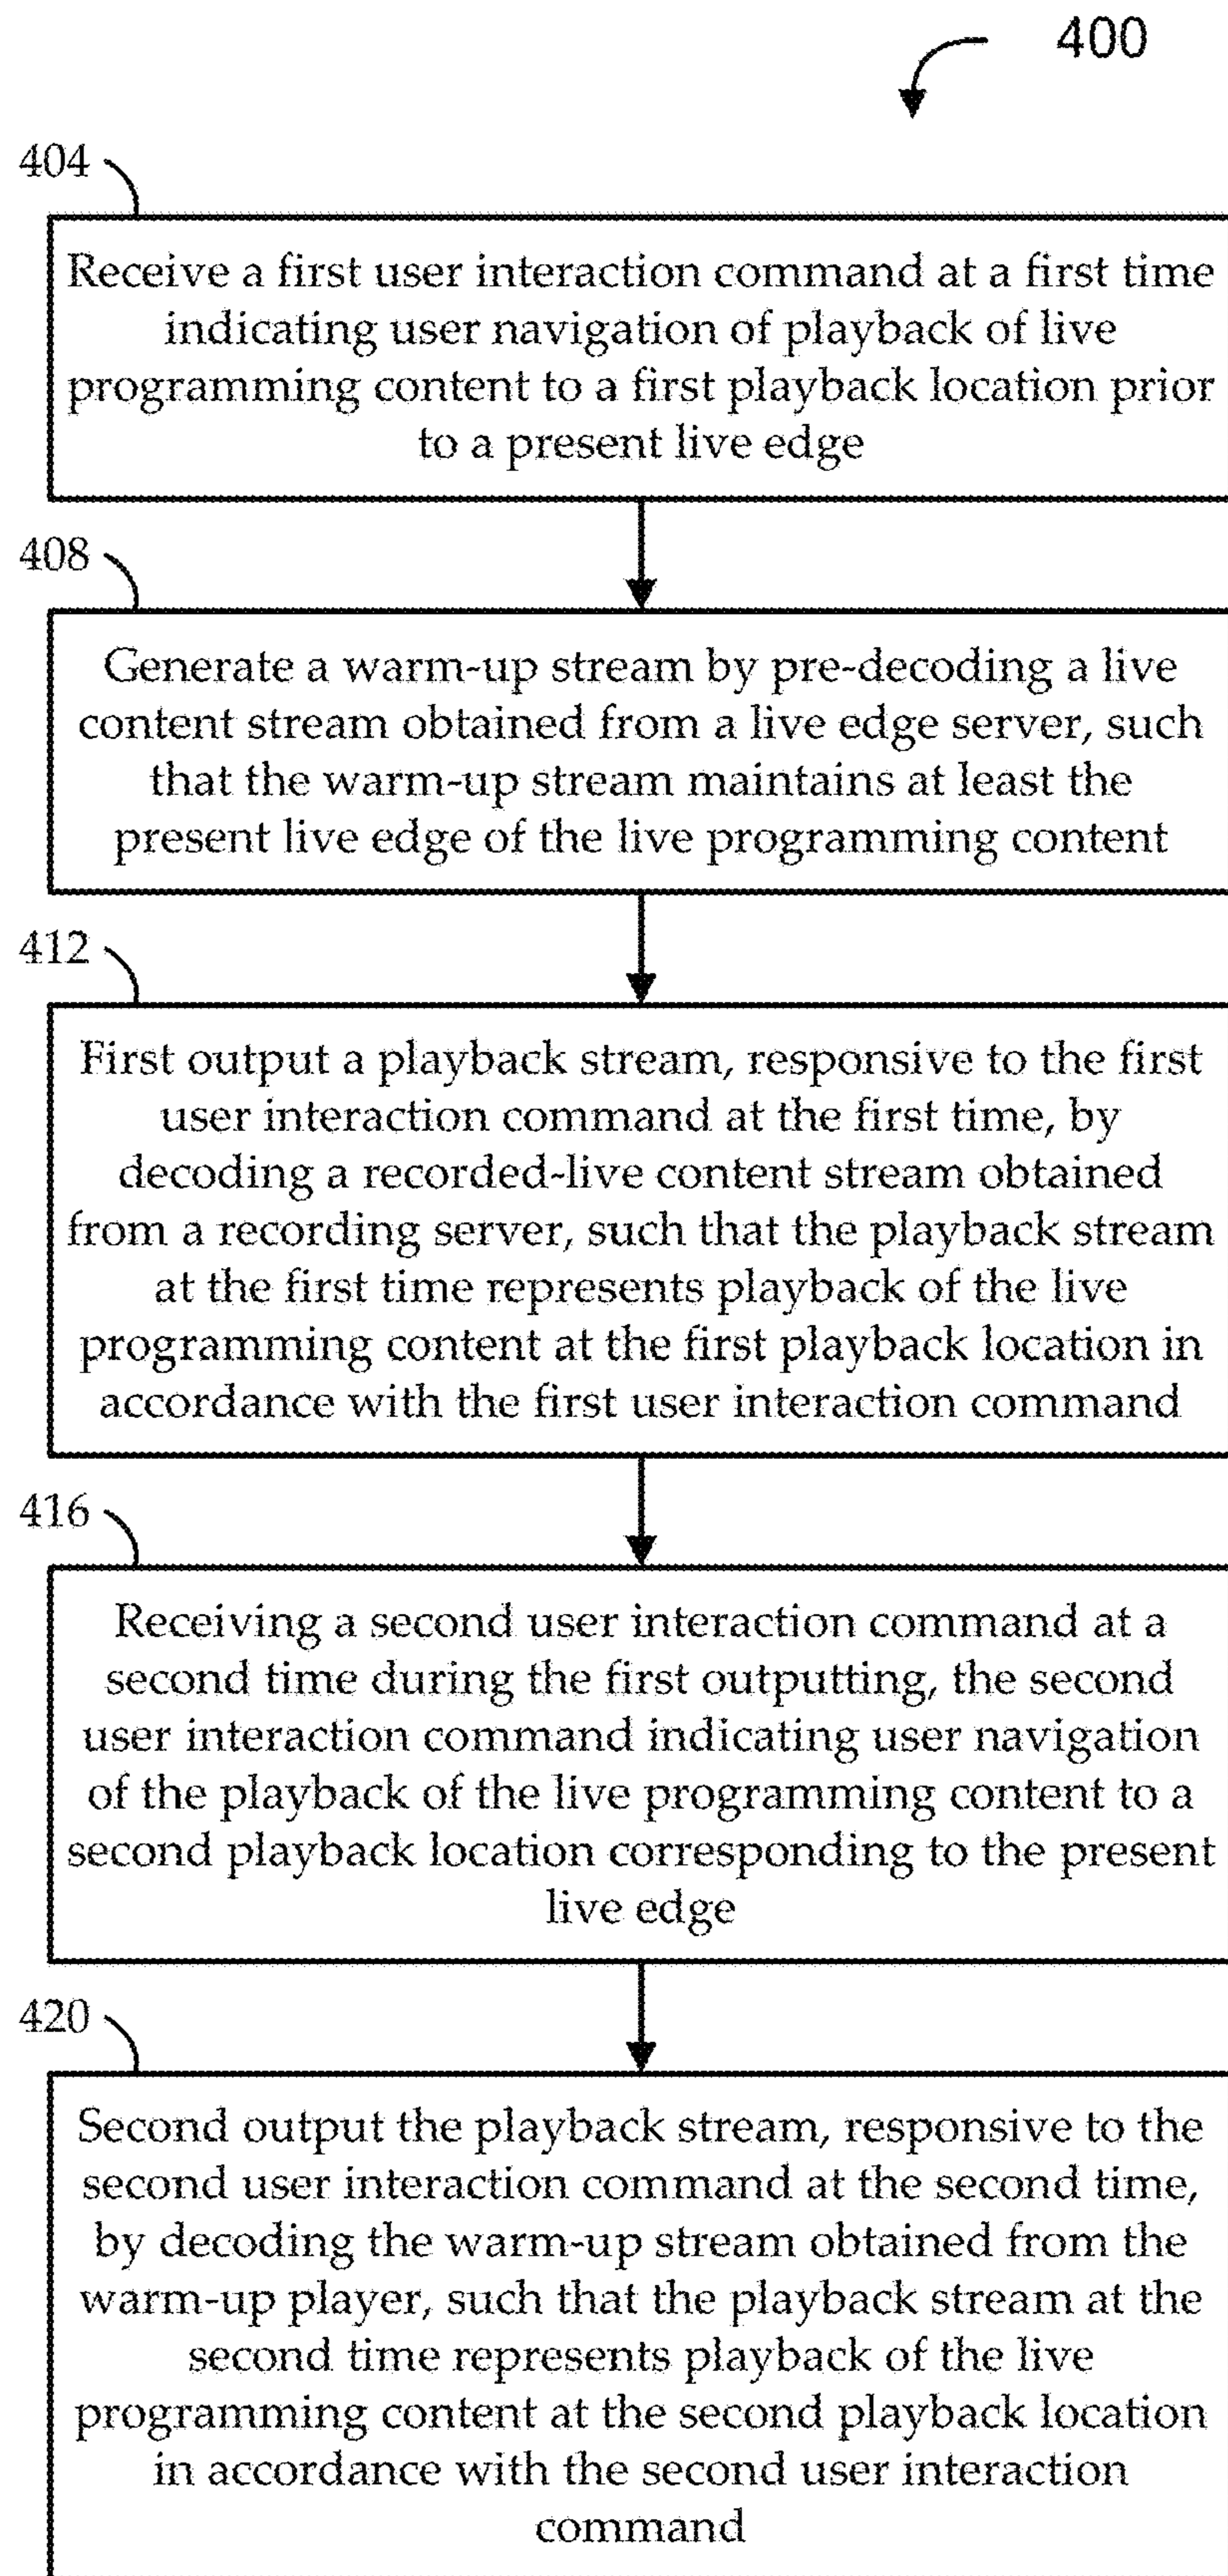 400
404
Receive a first user interaction command at a first time
indicating user navigation of playback of live
programming content to a first playback location prior
to a present live edge
408
Generate a warm-up stream by pre-decoding a live
content stream obtained from a live edge server, such
that the warm-up stream maintains at least the
present live edge of the live programming content
412
First output a playback stream, responsive to the first
user interaction command at the first time, by
decoding a recorded-live content stream obtained
from a recording server, such that the playback stream
at the first time represents playback of the live
programming content at the first playback location in
accordance with the first user interaction command
416
Receiving a second user interaction command at a
second time during the first outputting, the second
user interaction command indicating user navigation
of the playback of the live programming content to a
second playback location corresponding to the present
live edge
420
Second output the playback stream, responsive to the
second user interaction command at the second time,
by decoding the warm-up stream obtained from the
warm-up player, such that the playback stream at the
second time represents playback of the live
programming content at the second playback location
in accordance with the second user interaction
command